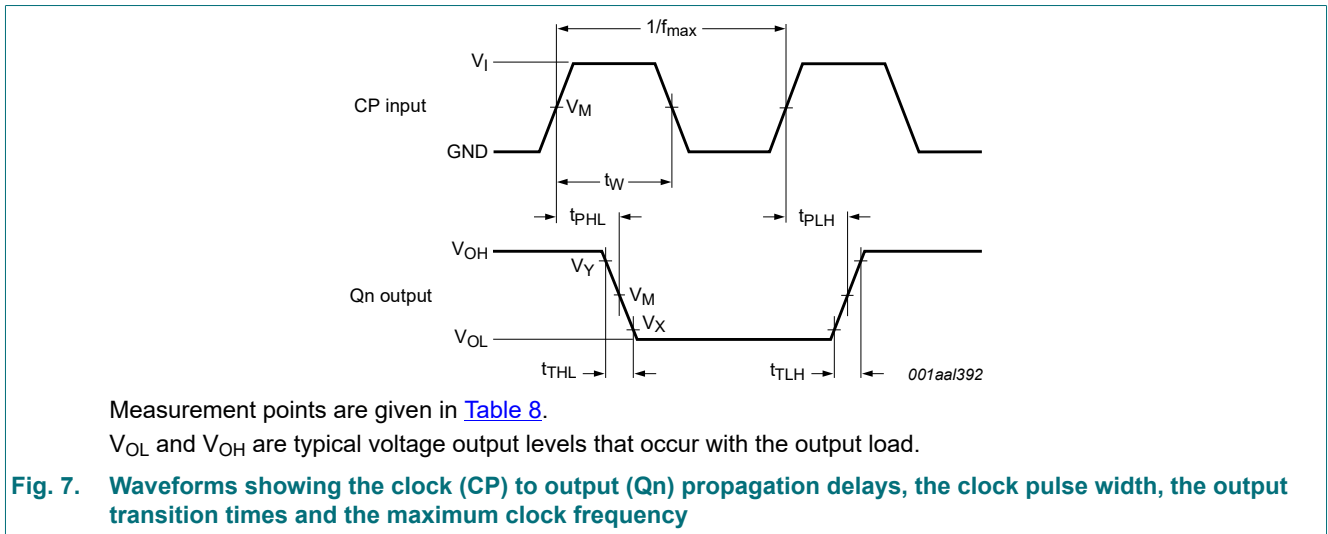 1/fmax
VI
CP input
VM
GND
tW
tPHL
tPLH
VOH
VY
Qn output
VM
VX
VOL
tTHL
tTLH
001aal392
Measurement points are given in Table 8.
VOL and VOH are typical voltage output levels that occur with the output load.
Fig. 7. Waveforms showing the clock (CP) to output (Qn) propagation delays, the clock pulse width, the output
transition times and the maximum clock frequency